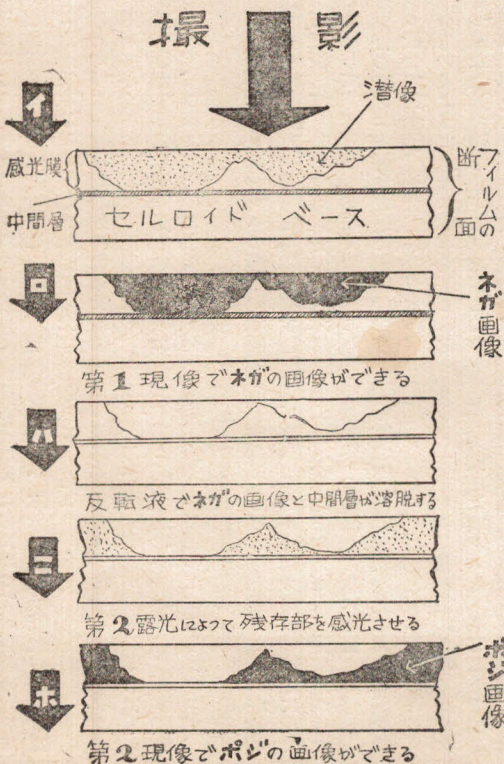 撮影
潜像
イ
感光膜
中間層
セルロイド ベース
フィルムの
断面
ロ
ネガ画像
第1現像でネガの画像ができる
ハ
反転液でネガの画像と中間層が溶脱する
ニ
第2露光によつて残存部を感光させる
ホ
ポジ画像
第2現像でポジの画像ができる